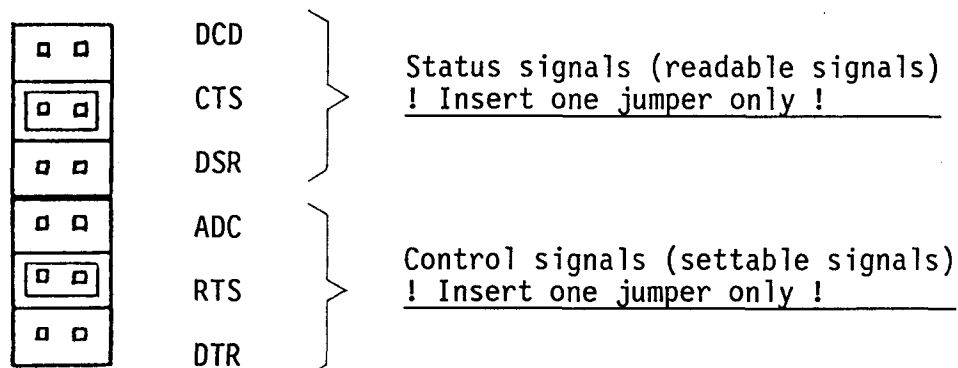 DCD
CTS
DSR
Status signals (readable signals)
! Insert one jumper only !
ADC
RTS
DTR
Control signals (settable signals)
! Insert one jumper only !